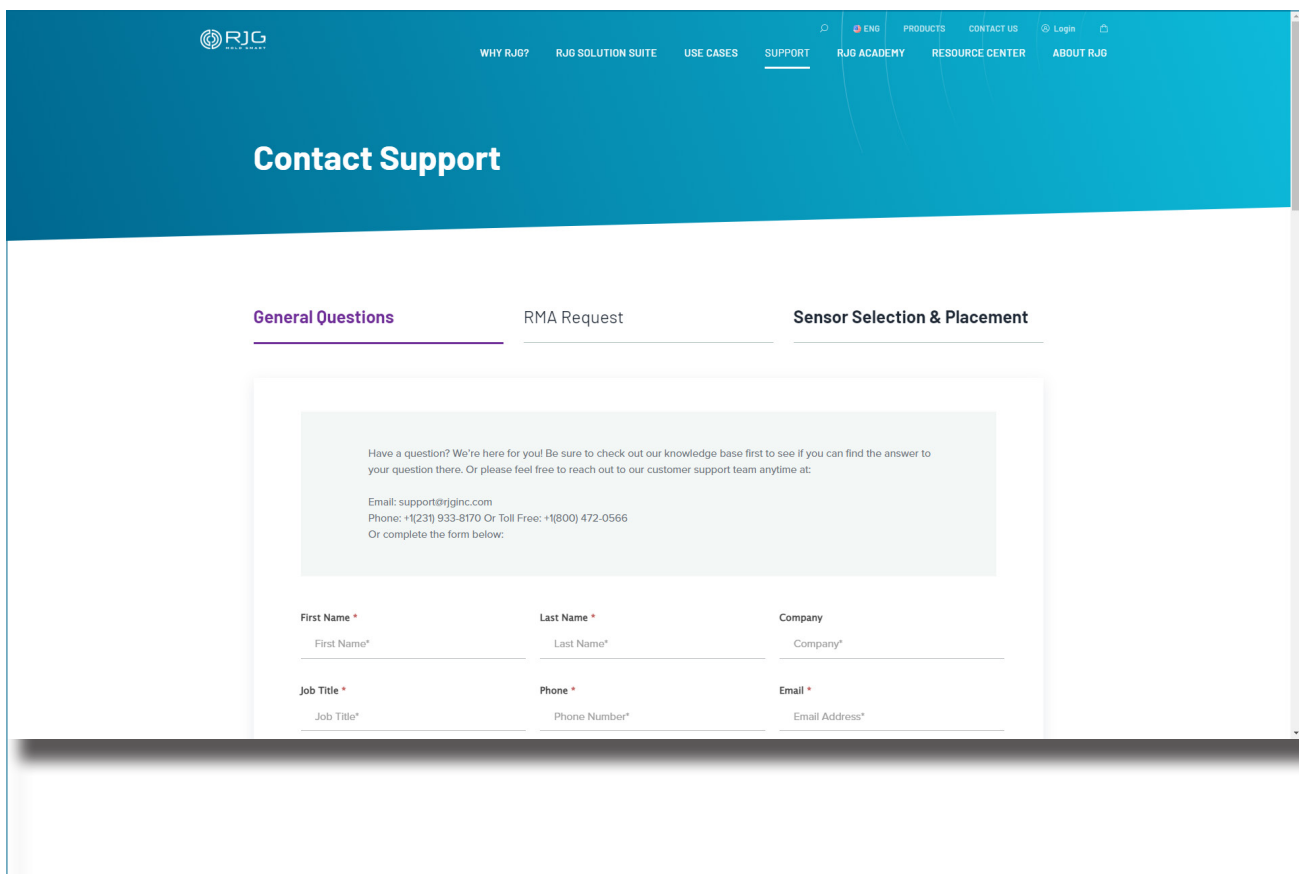 RJG
MOLD SMART
ENG PRODUCTS CONTACT US Login
WHY RJG? RJG SOLUTION SUITE USE CASES SUPPORT RJG ACADEMY RESOURCE CENTER ABOUT RJG
Contact Support
General Questions RMA Request Sensor Selection & Placement
Have a question? We're here for you! Be sure to check out our knowledge base first to see if you can find the answer to
your question there. Or please feel free to reach out to our customer support team anytime at:
Email: support@rjginc.com
Phone: +1(231) 933-8170 Or Toll Free: +1(800) 472-0566
Or complete the form below:
First Name * Last Name * Company
First Name* Last Name* Company*
Job Title * Phone * Email *
Job Title* Phone Number* Email Address*